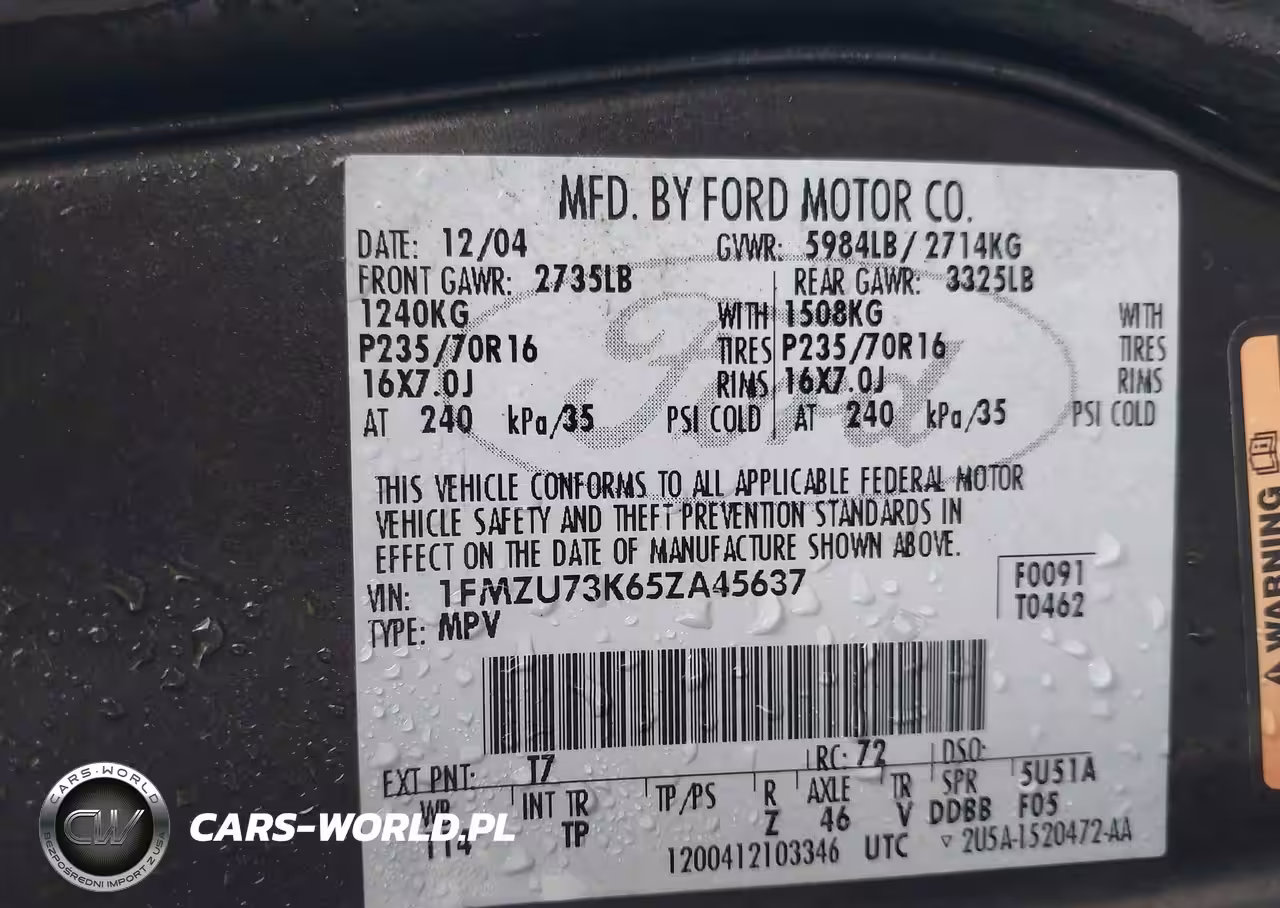 MFD. BY FORD MOTOR CO.
DATE: 12/04 GVWR: 5984LB/ 2714KG
FRONT GAWR: 2735LB REAR GAWR: 3325LB
1240KG WITH 1508KG WITH
P235/70R16 TIRES P235/70R16 TIRES
16X7.0J RIMS 16X7.0J RIMS
AT 240 kPa/35 PSI COLD AT 240 kPa/35 PSI COLD
Ford
THIS VEHICLE CONFORMS TO ALL APPLICABLE FEDERAL MOTOR
VEHICLE SAFETY AND THEFT PREVENTION STANDARDS IN
EFFECT ON THE DATE OF MANUFACTURE SHOWN ABOVE.
VIN: 1FMZU73K65ZA45637
TYPE: MPV
F0091
T0462
EXT PNT: T7 RC: 72 DSO:
WB INT TR TP/PS R AXLE TR SPR 5U51A
114 TP Z 46 V DDBB F05
1200412103346 UTC ▽ 2U5A-1520472-AA
WARNING
CARS-WORLD
CW
BEZPOŚREDNI IMPORT Z USA
CARS-WORLD.PL